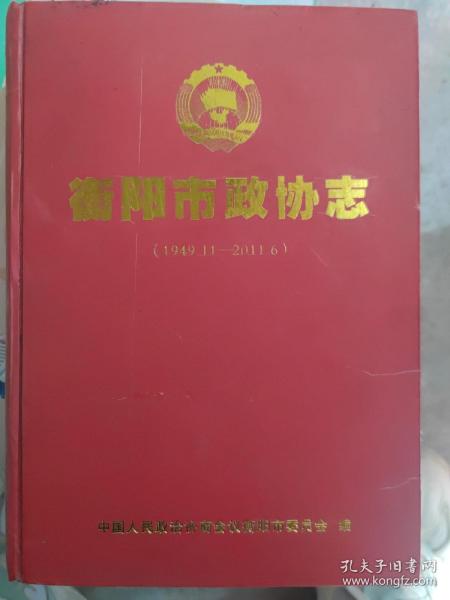 衡阳市政协志
(1949.11—2011.6)
中国人民政治协商会议衡阳市委员会 编
孔夫子旧书网
www.kongfz.com